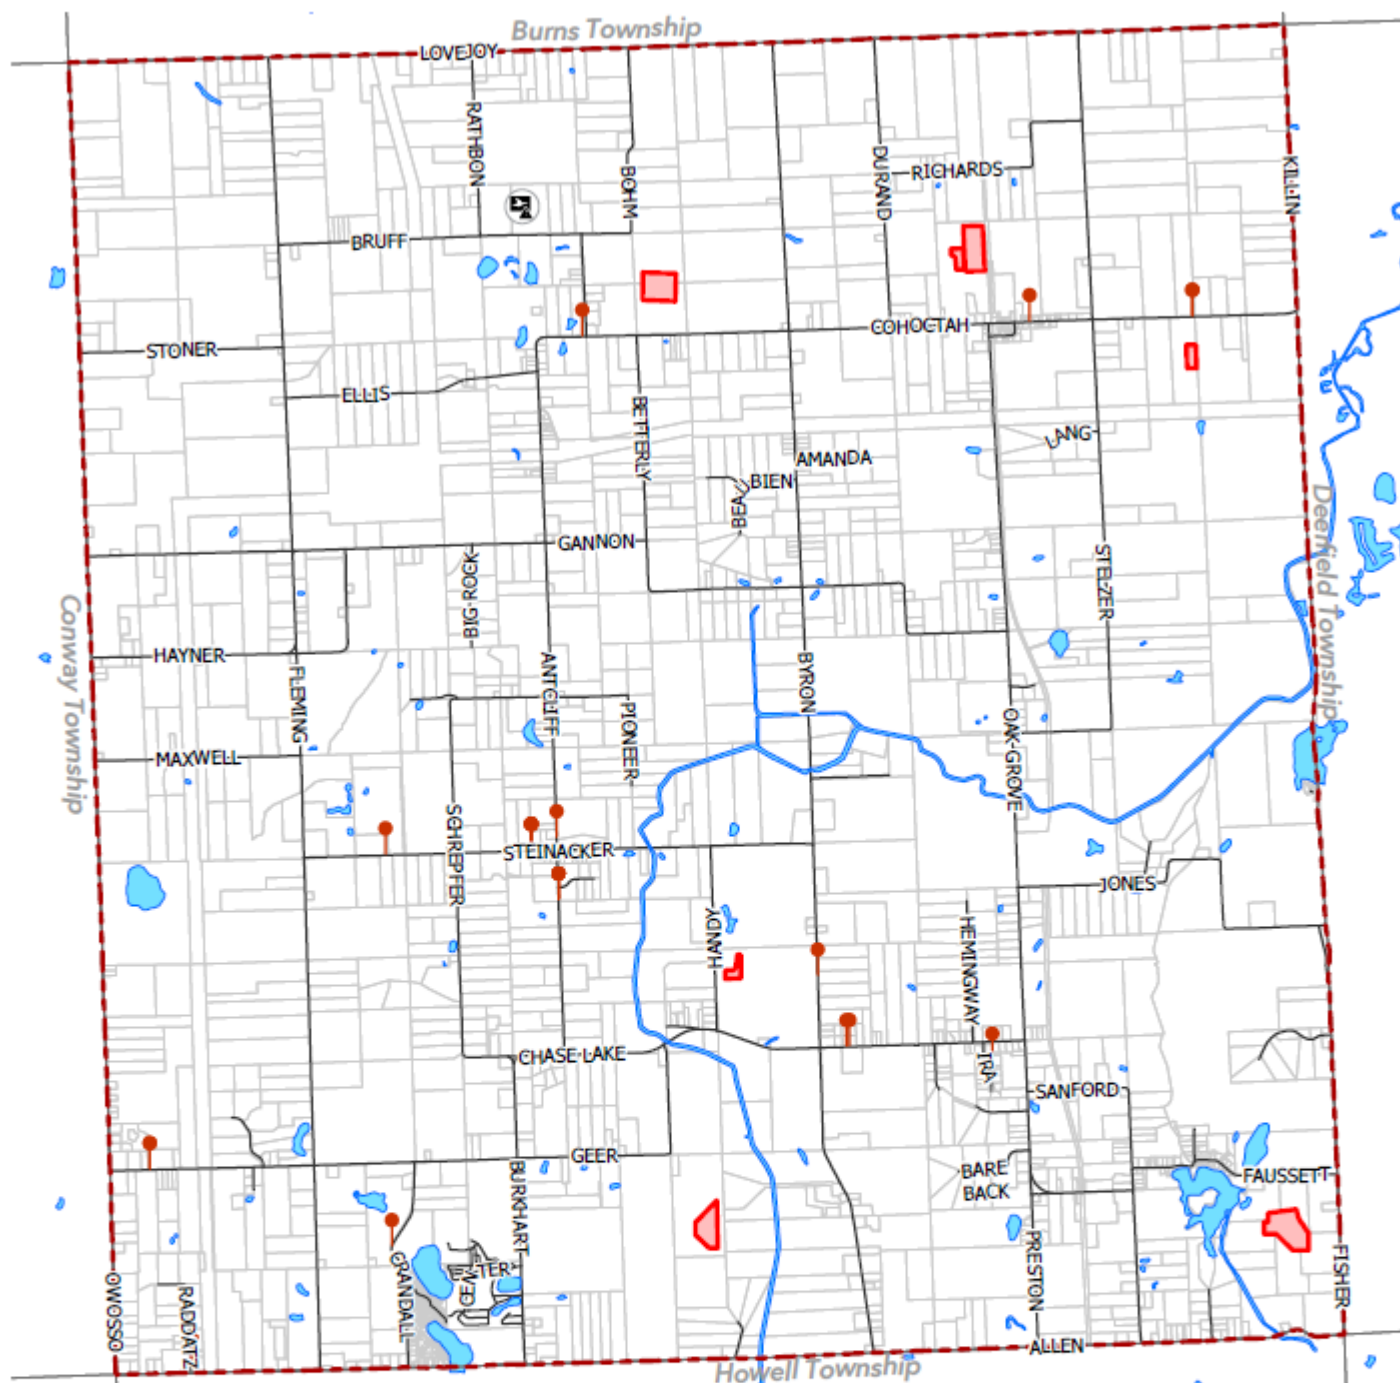 Burns Township
LOVEJOY
RATHBON
BOHM
DURAND
RICHARDS
KILLIN
BRUFF
COHOCTAH
STONER
ELLIS
BETTERLY
LANG
AMANDA
BIEN
BEAU
Deerfield Township
GANNON
STELZER
BIG ROCK
Conway Township
HAYNER
FLEMING
ANTCLIFF
PIONEER
BYRON
OAK GROVE
MAXWELL
SCHREPFER
STEINACKER
JONES
HANDY
HEMINGWAY
CHASE LAKE
IRA
SANFORD
GEER
BURKHART
BARE
BACK
FAUSSETT
PRESTON
FISHER
OWOSSO
RADDATZ
CRANDALL
ALLEN
Howell Township